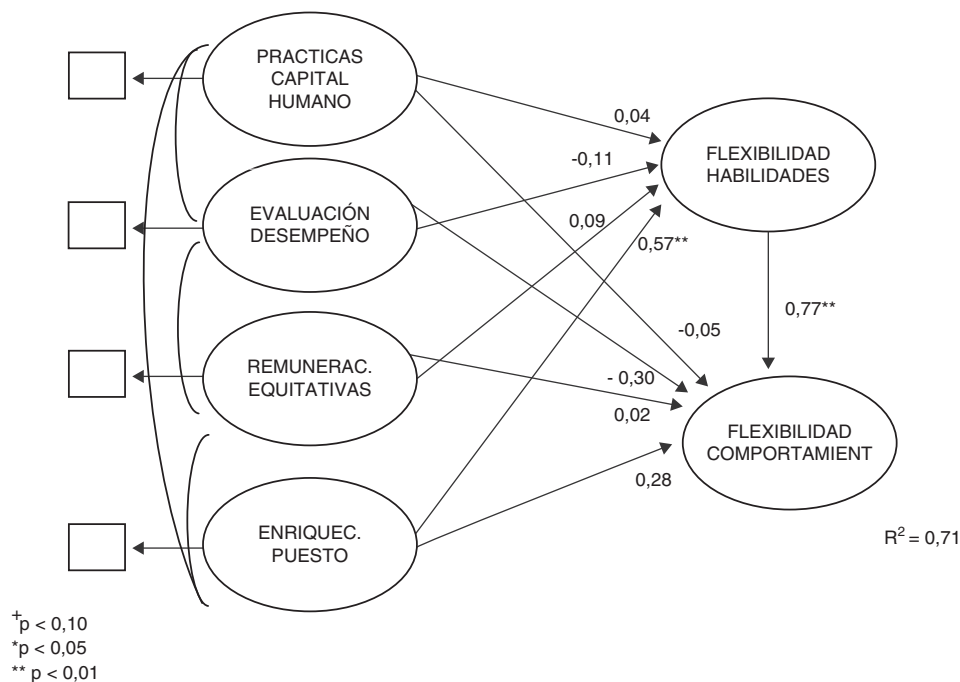 PRACTICAS
CAPITAL
HUMANO
EVALUACIÓN
DESEMPEÑO
REMUNERAC.
EQUITATIVAS
ENRIQUEC.
PUESTO
0,04
-0,11
0,09
0,57**
-0,05
- 0,30
0,02
0,28
FLEXIBILIDAD
HABILIDADES
0,77**
FLEXIBILIDAD
COMPORTAMIENT
R² = 0,71
+p < 0,10
*p < 0,05
** p < 0,01